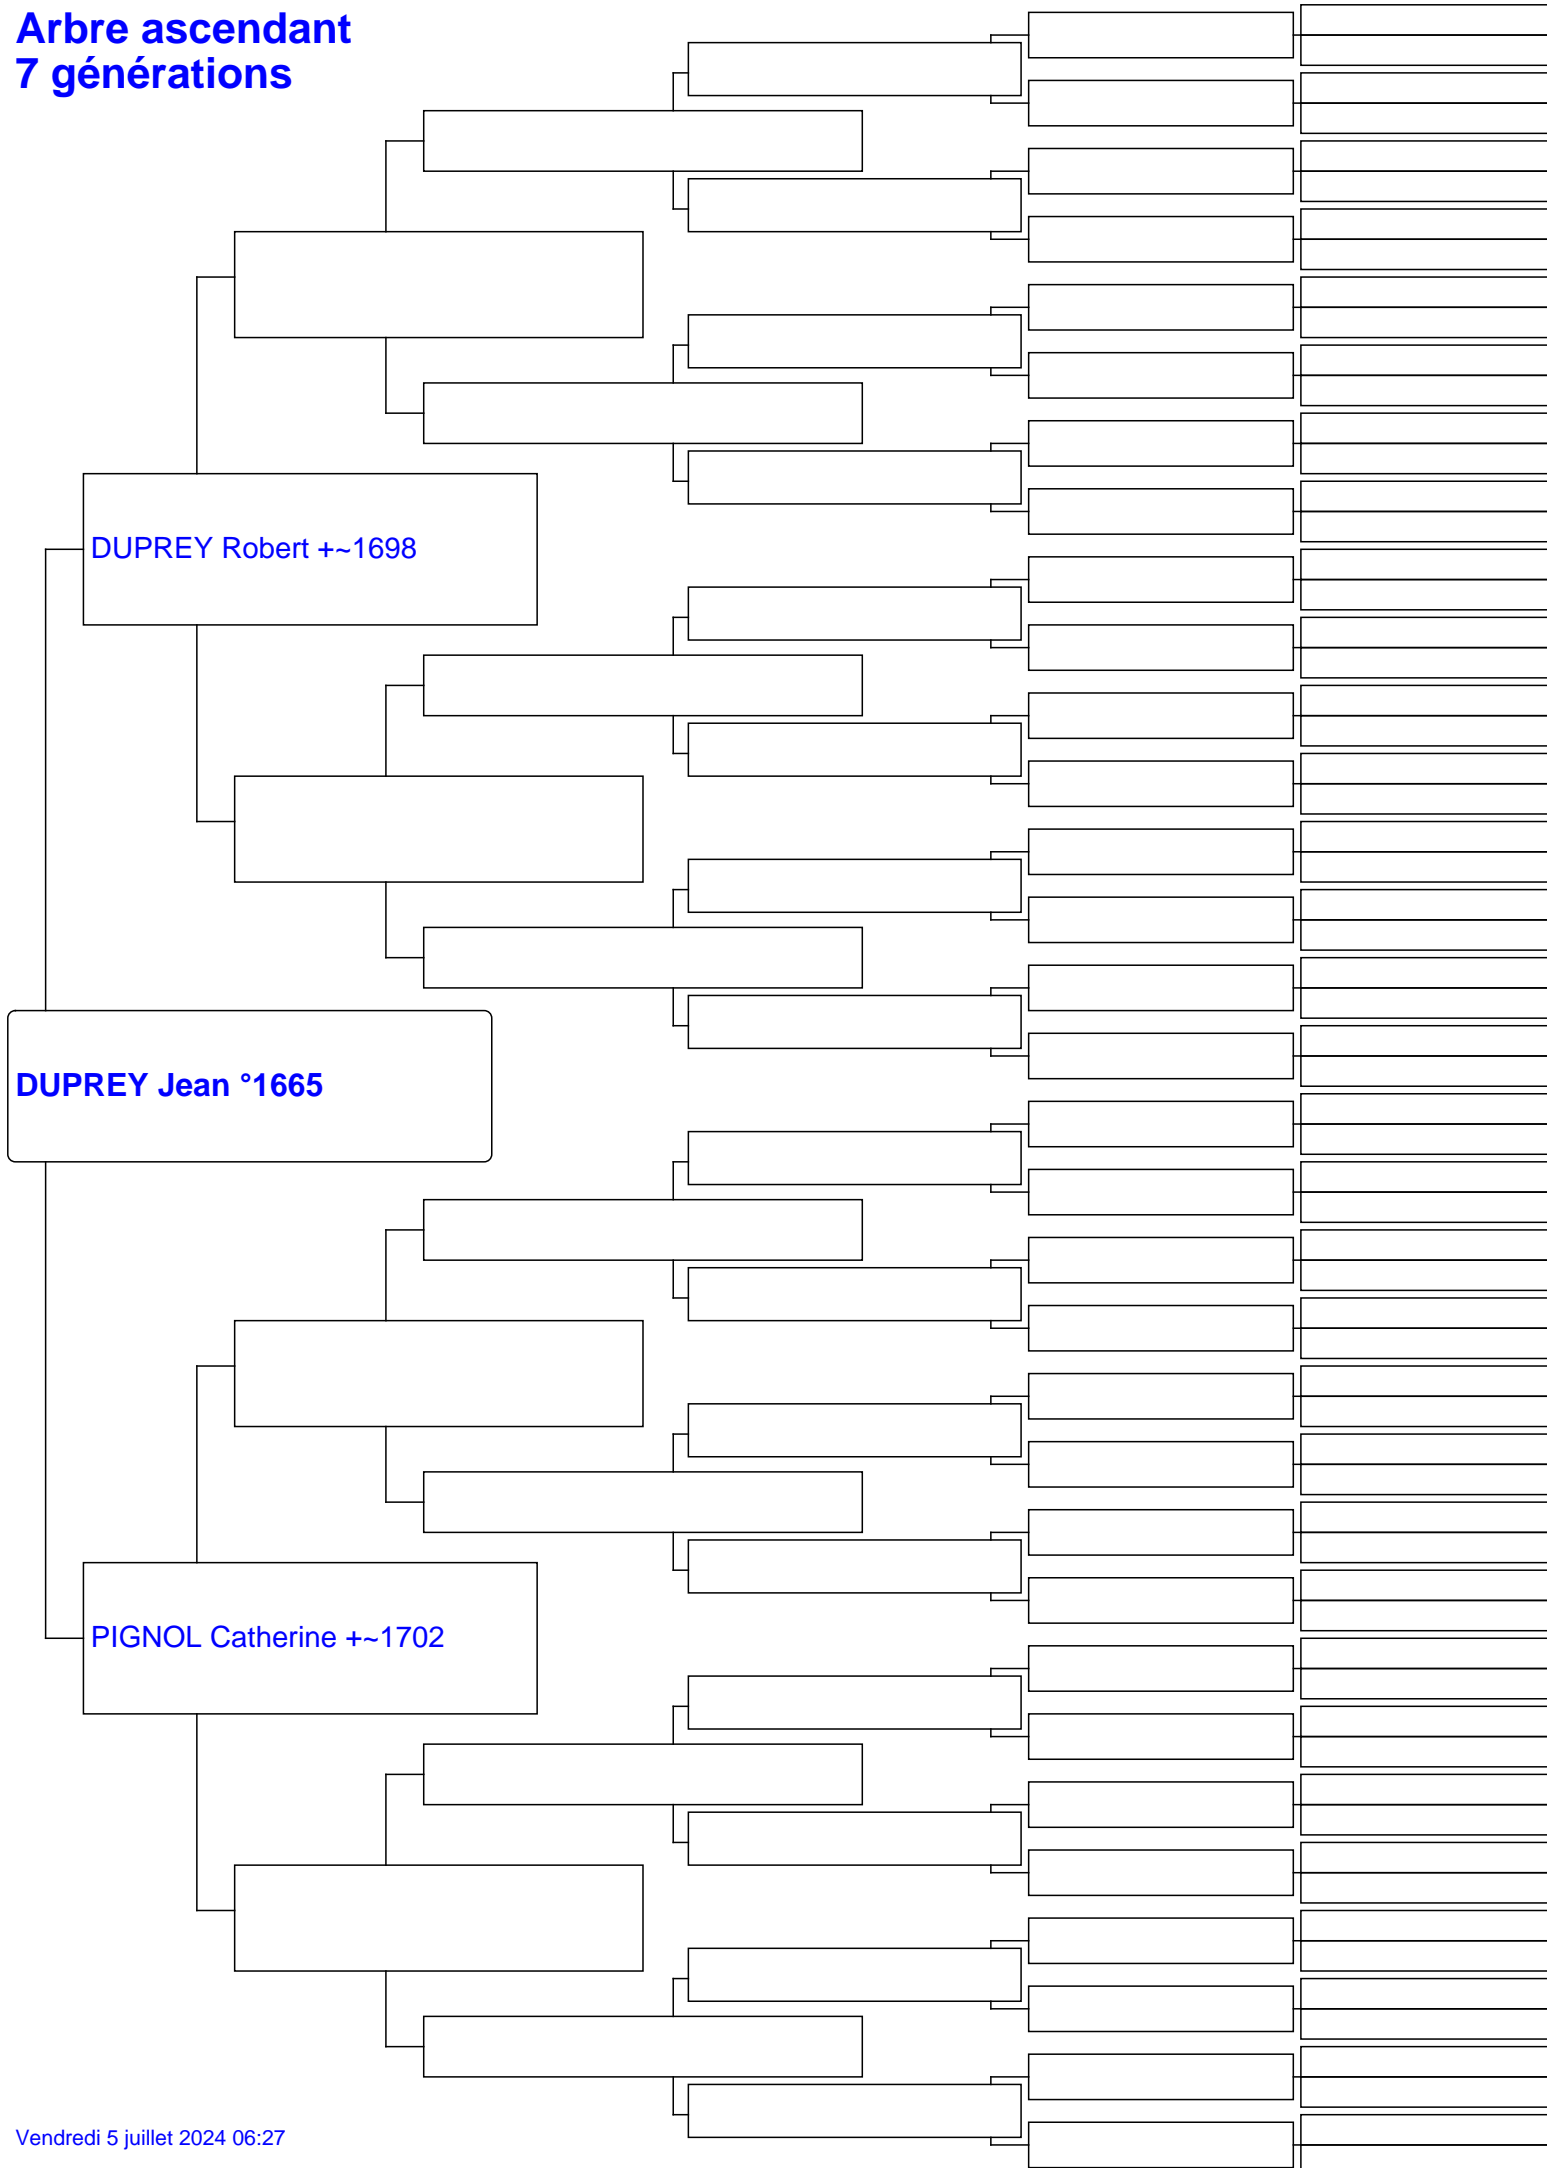 Arbre ascendant
7 générations
DUPREY Robert +~1698
DUPREY Jean °1665
PIGNOL Catherine +~1702
Vendredi 5 juillet 2024 06:27